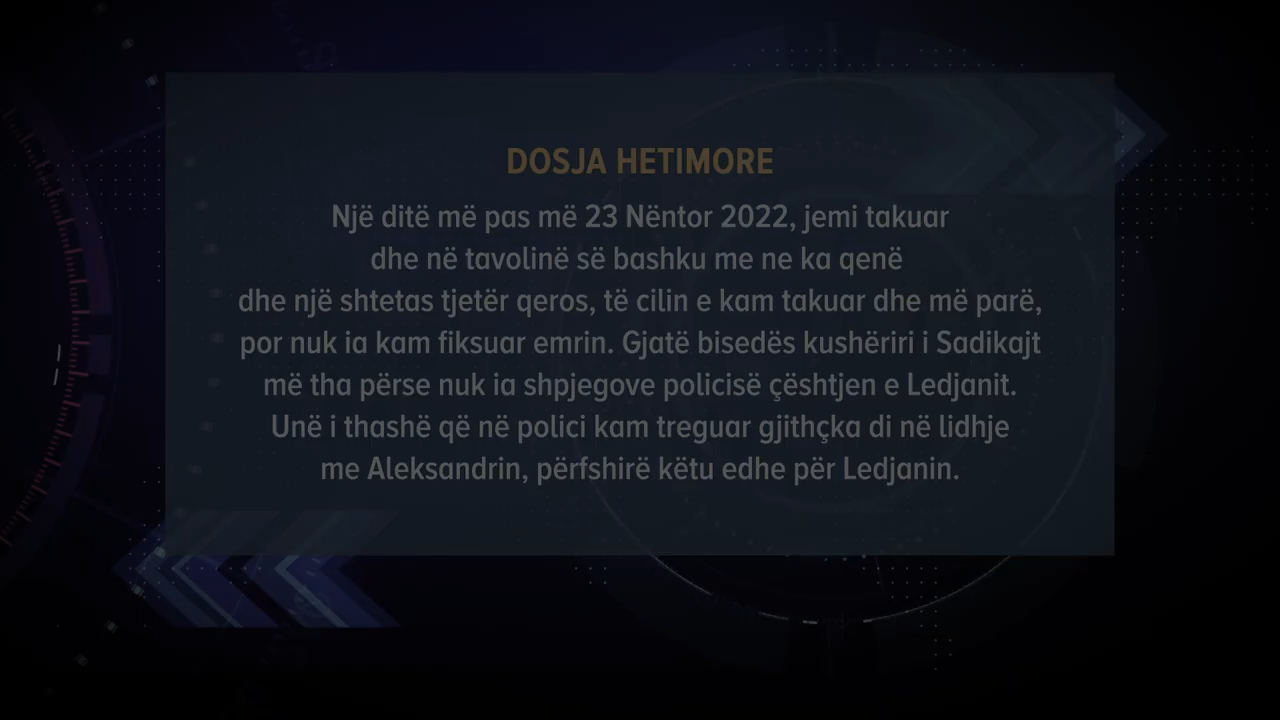 DOSJA HETIMORE
Një ditë më pas më 23 Nëntor 2022, jemi takuar
dhe në tavolinë së bashku me ne ka qenë
dhe një shtetas tjetër qeros, të cilin e kam takuar dhe më parë,
por nuk ia kam fiksuar emrin. Gjatë bisedës kushëriri i Sadikajt
më tha përse nuk ia shpjegove policisë çështjen e Ledjanit.
Unë i thashë që në polici kam treguar gjithçka di në lidhje
me Aleksandrin, përfshirë këtu edhe për Ledjanin.